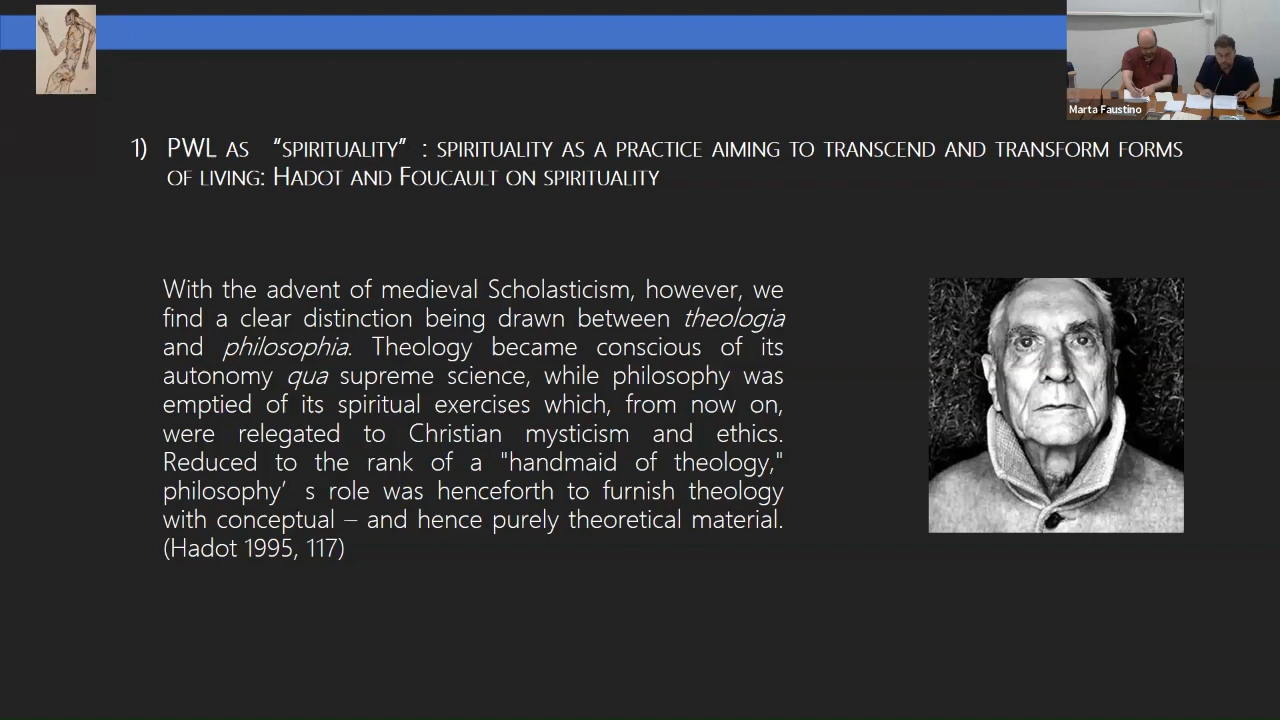 Marta Faustino
1) PWL AS “SPIRITUALITY” : SPIRITUALITY AS A PRACTICE AIMING TO TRANSCEND AND TRANSFORM FORMS
OF LIVING: HADOT AND FOUCAULT ON SPIRITUALITY
With the advent of medieval Scholasticism, however, we
find a clear distinction being drawn between theologia
and philosophia. Theology became conscious of its
autonomy qua supreme science, while philosophy was
emptied of its spiritual exercises which, from now on,
were relegated to Christian mysticism and ethics.
Reduced to the rank of a "handmaid of theology,"
philosophy’ s role was henceforth to furnish theology
with conceptual – and hence purely theoretical material.
(Hadot 1995, 117)